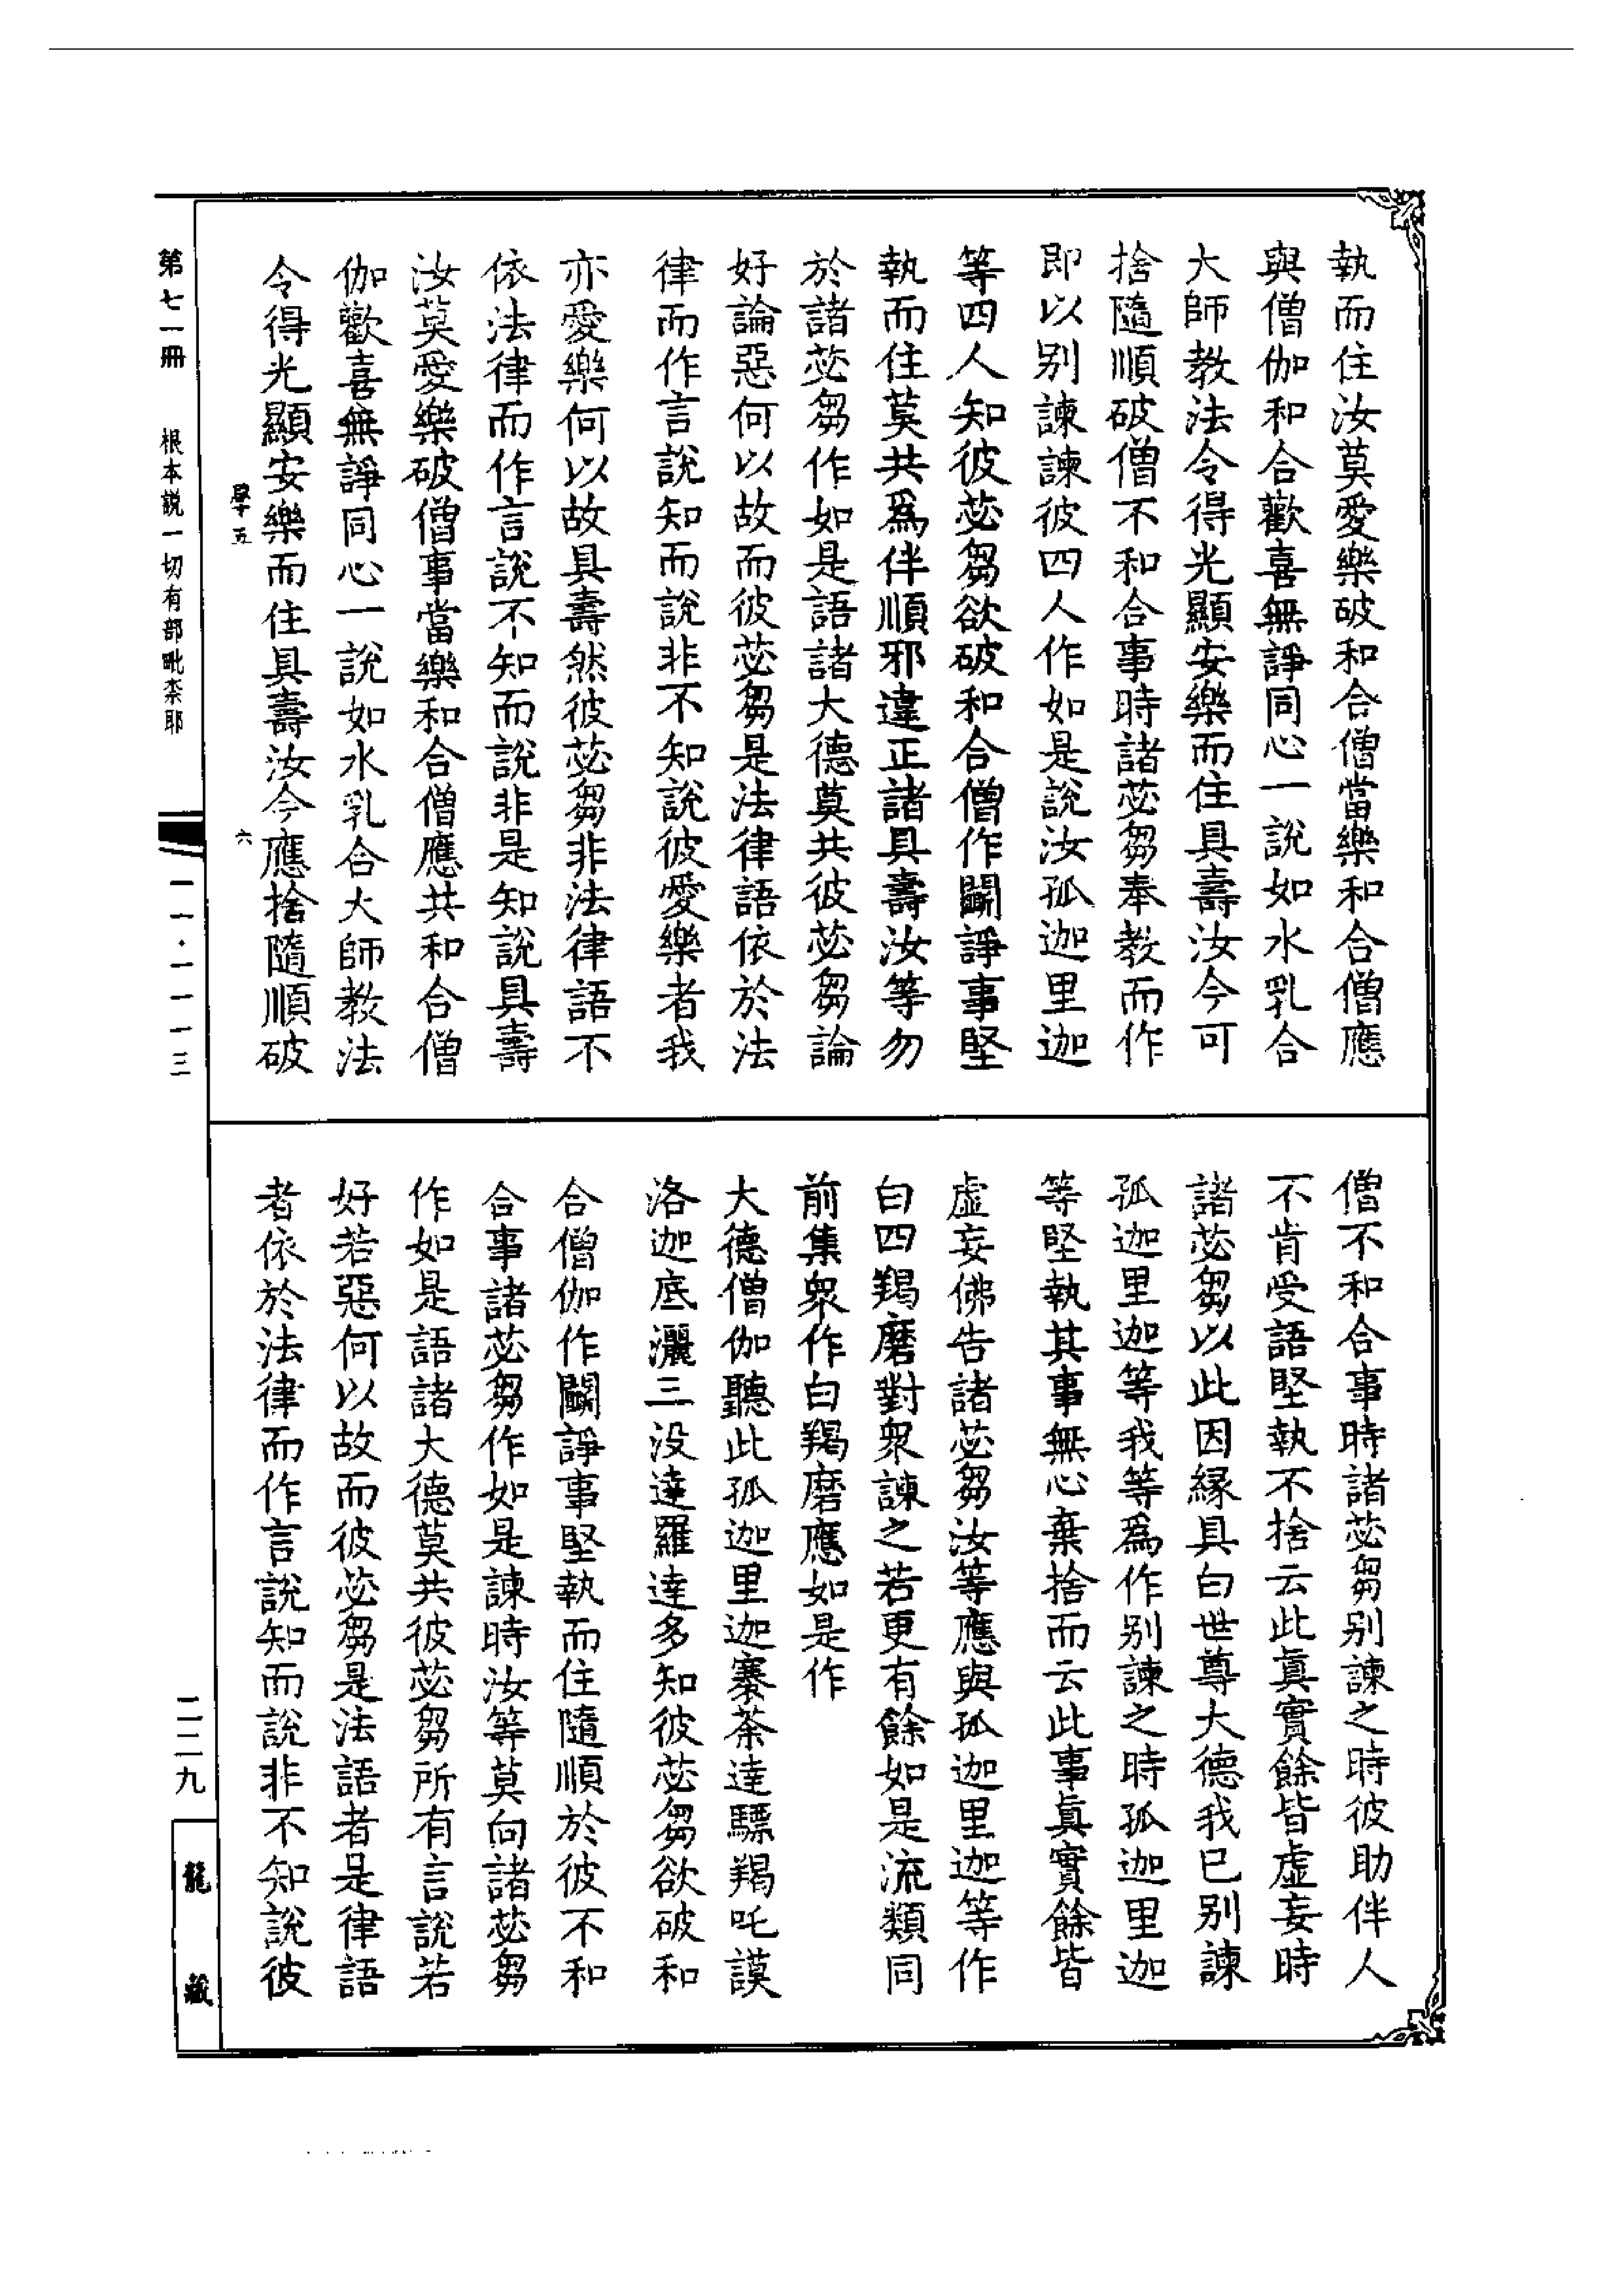 執而住汝莫愛樂破和合僧當樂和合僧應
與僧伽和合歡喜無諍同心一說如水乳合
大師教法令得光顯安樂而住具壽汝今可
捨隨順破僧不和合事時諸苾芻奉教而作
即以別諫諫彼四人作如是說汝孤迦里迦
等四人知彼苾芻欲破和合僧作鬭諍事堅
執而住莫共爲伴順邪違正諸具壽汝等勿
於諸苾芻作如是語諸大德莫共彼苾芻論
好論惡何以故而彼苾芻是法律語依於法
律而作言說知而說非不知說彼愛樂者我
亦愛樂何以故具壽然彼苾芻非法律語不
依法律而作言說不知而說非是知說具壽
汝莫愛樂破僧事當樂和合僧應共和合僧
伽歡喜無諍同心一說如水乳合大師教法
令得光顯安樂而住具壽汝今應捨隨順破
學五
六
僧不和合事時諸苾芻別諫之時彼助伴人
不肯受語堅執不捨云此眞實餘皆虛妄時
諸苾芻以此因緣具白世尊大德我已別諫
孤迦里迦等我等爲作別諫之時孤迦里迦
等堅執其事無心棄捨而云此事眞實餘皆
虛妄佛告諸苾芻汝等應與孤迦里迦等作
白四羯磨對衆諫之若更有餘如是流類同
前集衆作白羯磨應如是作
大德僧伽聽此孤迦里迦褰茶達驃羯吒謨
洛迦底灑三没達羅達多知彼苾芻欲破和
合僧伽作鬭諍事堅執而住隨順於彼不和
合事諸苾芻作如是諫時汝等莫向諸苾芻
作如是語諸大德莫共彼苾芻所有言說若
好若惡何以故而彼苾芻是法語者是律語
者依於法律而作言說知而說非不知說彼
第七一冊
根本説一切有部毗柰耶
一一·一一一三
二二九
龍藏